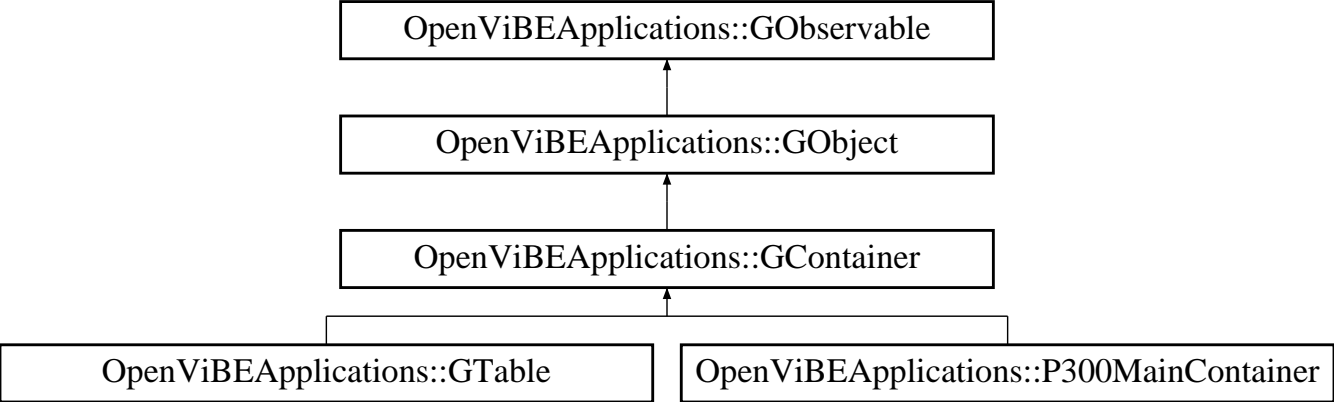 OpenViBEApplications::GObservable
OpenViBEApplications::GObject
OpenViBEApplications::GContainer
OpenViBEApplications::GTable
OpenViBEApplications::P300MainContainer